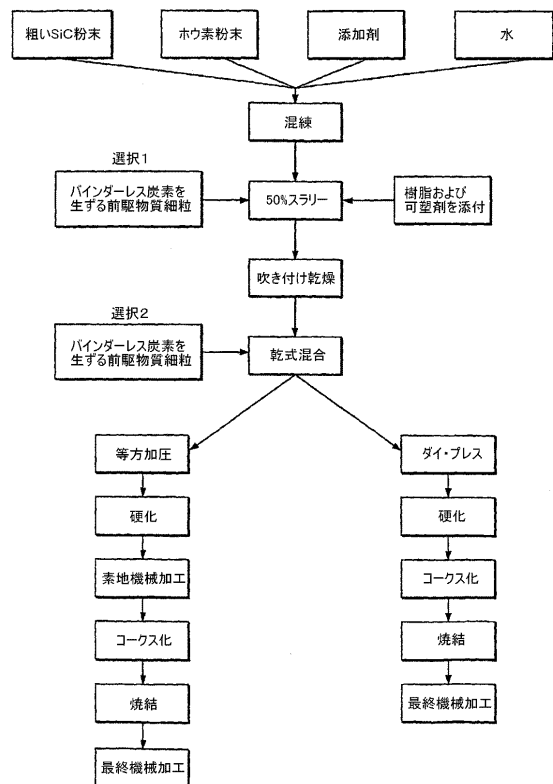 粗いSiC粉末
ホウ素粉末
添加剤
水
混練
選択1
バインダーレス炭素を
生ずる前駆物質細粒
50%スラリー
樹脂および
可塑剤を添付
吹き付け乾燥
選択2
バインダーレス炭素を
生ずる前駆物質細粒
乾式混合
等方加圧
硬化
素地機械加工
コークス化
焼結
最終機械加工
ダイ・プレス
硬化
コークス化
焼結
最終機械加工